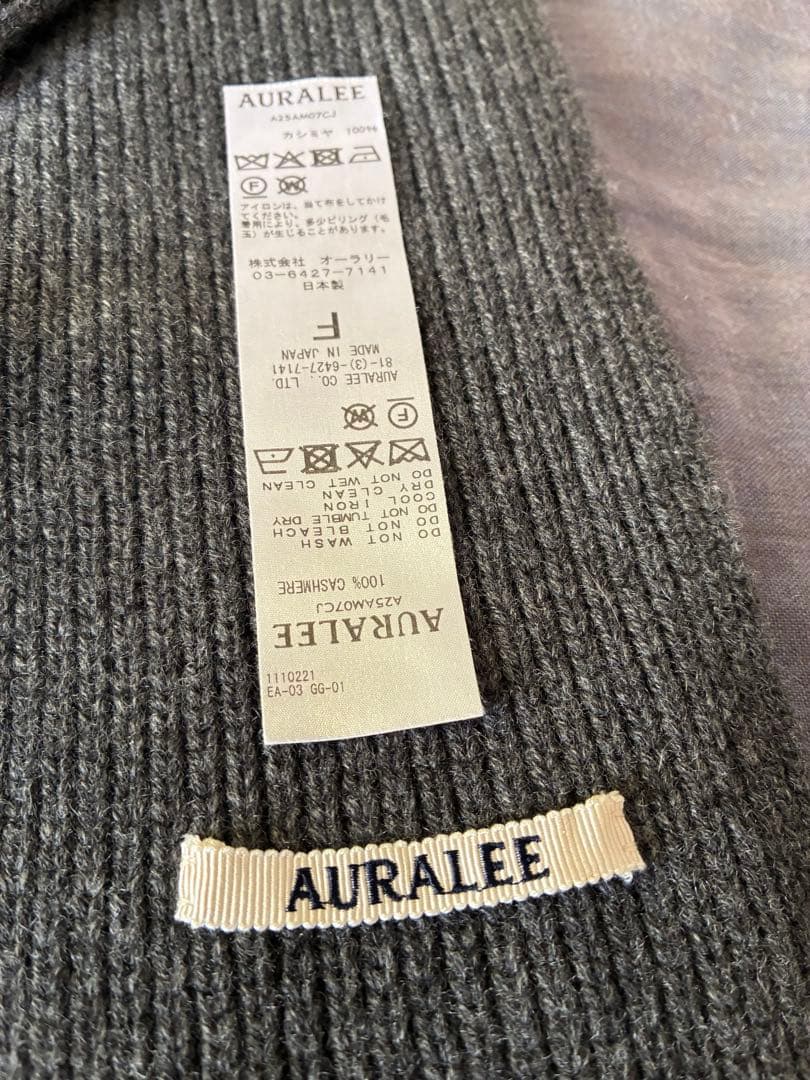 AURALEE
A25AM07CJ
カシミヤ 100%
F W
アイロンは、当て布をしてかけ
てください。
着用により、多少ピリング(毛
玉)が生じることがあります。
株式会社 オーラリー
03-6427-7141
日本製
F
AURALEE
A25AM07CJ
100% CASHMERE
DO NOT WASH
DO NOT BLEACH
DO NOT TUMBLE DRY
COOL IRON
DRY CLEAN
DO NOT WET CLEAN
F W
AURALEE CO., LTD.
81-(3)-6427-7141
MADE IN JAPAN
1110221
EA-03 GG-01
AURALEE